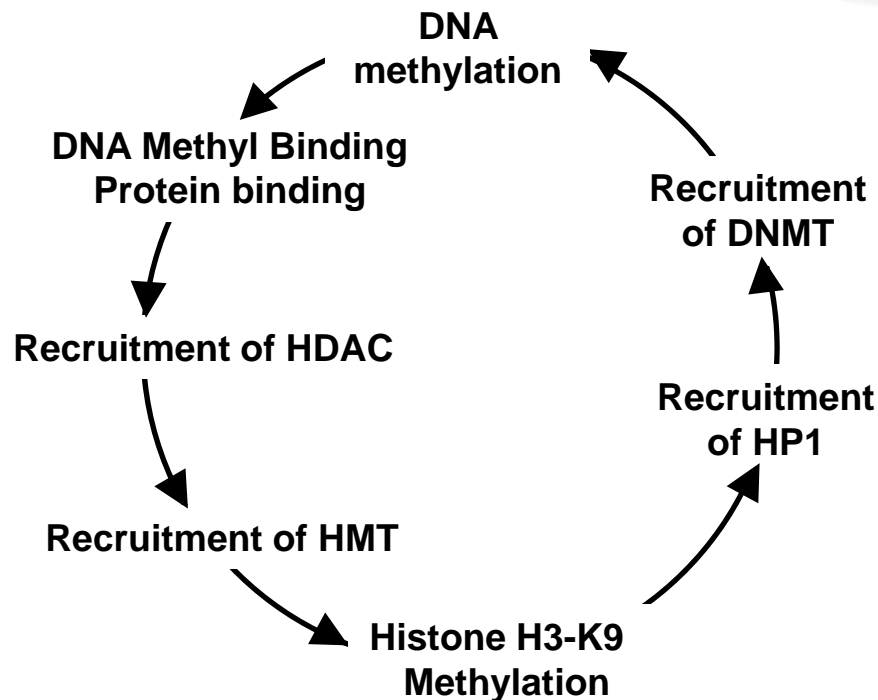 DNA
methylation
DNA Methyl Binding
Protein binding
Recruitment of HDAC
Recruitment of HMT
Histone H3-K9
Methylation
Recruitment
of HP1
Recruitment
of DNMT